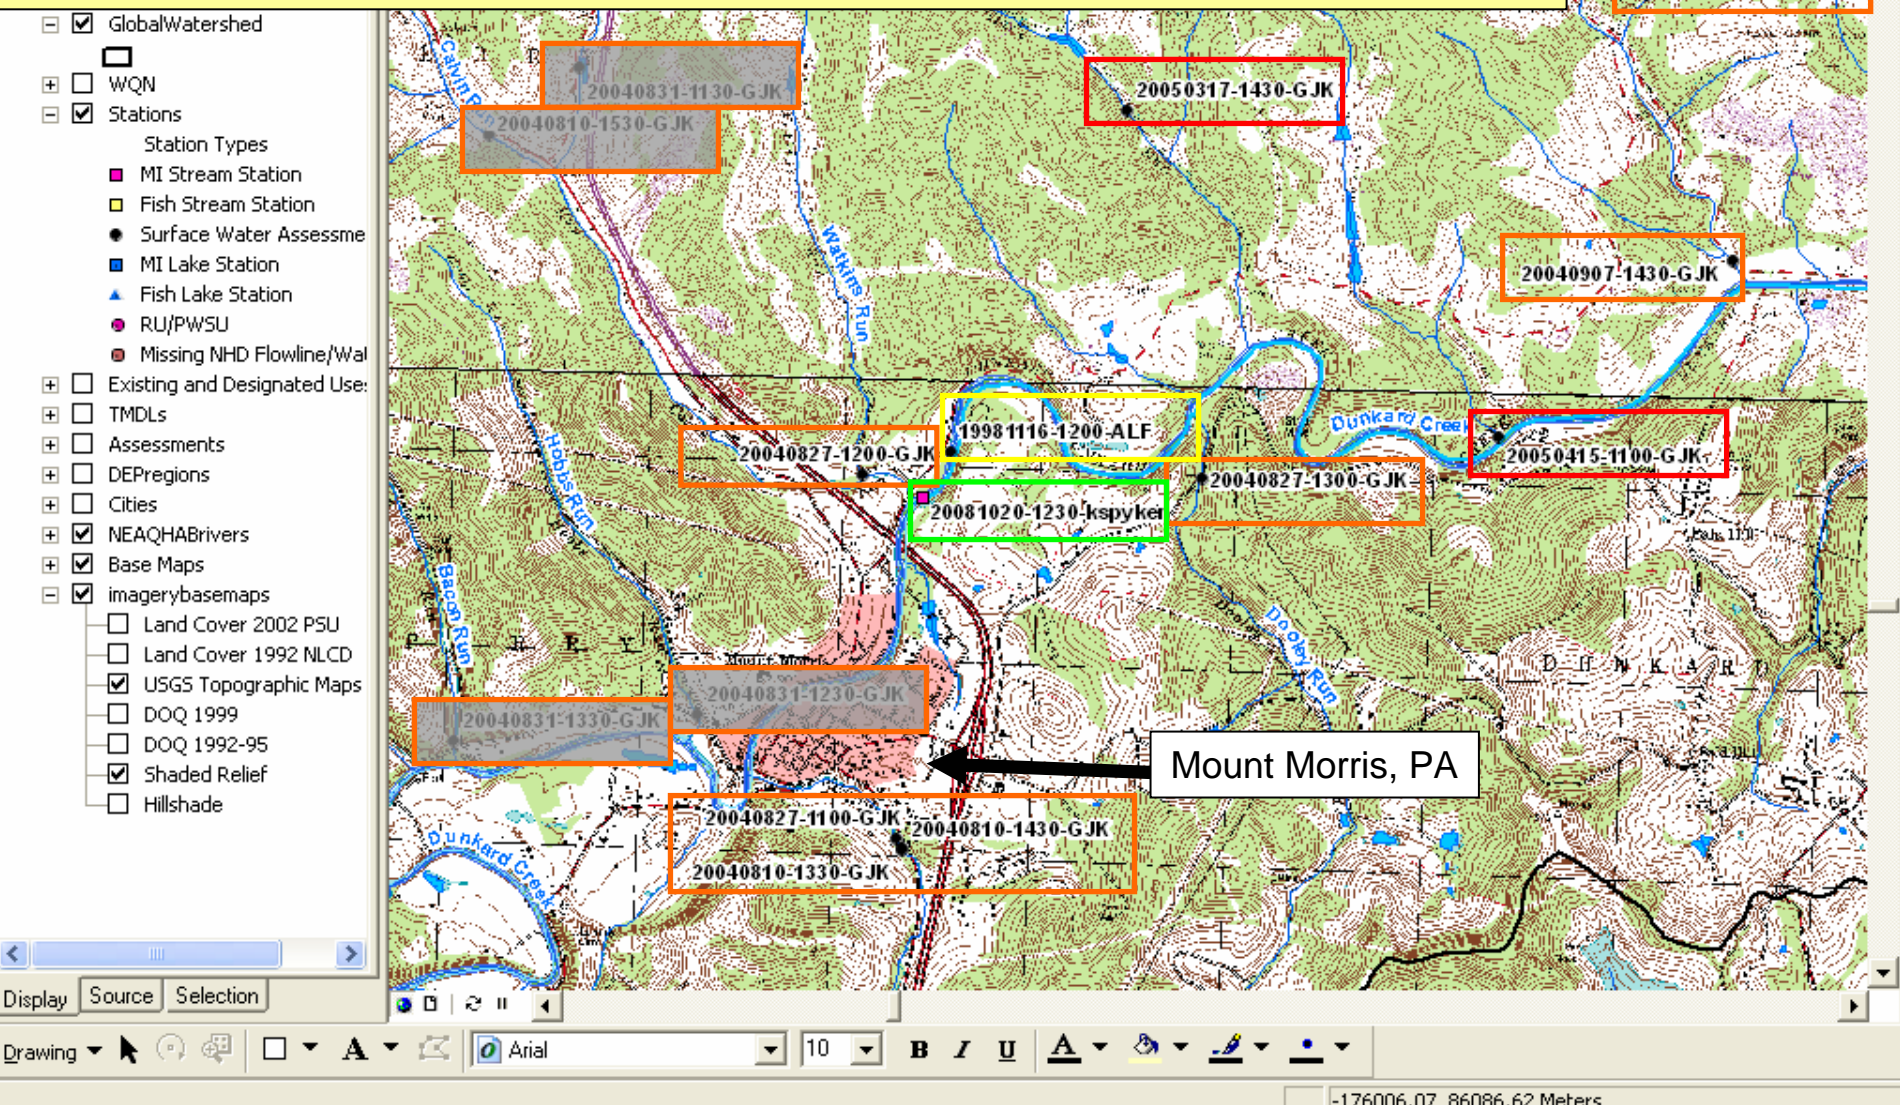 GlobalWatershed
WQN
Stations
Station Types
MI Stream Station
Fish Stream Station
Surface Water Assessme
MI Lake Station
Fish Lake Station
RU/PWSU
Missing NHD Flowline/Wal
Existing and Designated Use:
TMDLs
Assessments
DEPregions
Cities
NEAQHABrivers
Base Maps
imagerybasemaps
Land Cover 2002 PSU
Land Cover 1992 NLCD
USGS Topographic Maps
DOQ 1999
DOQ 1992-95
Shaded Relief
Hillshade
Display Source Selection
Calvin Run
20040831-1130-GJK
20040810-1530-GJK
20050317-1430-GJK
Watkins Run
20040907-1430-GJK
19981116-1200-ALF
Dunkard Creek
20040827-1200-GJK
20050415-1100-GJK
20040827-1300-GJK
20081020-1230-kspyker
Hobbs Run
Bacon Run
Dooley Run
DUNKARD
Mount Morris
20040831-1230-GJK
20040831-1330-GJK
Mount Morris, PA
20040827-1100-GJK
20040810-1430-GJK
20040810-1330-GJK
Dunkard Creek
Drawing
A
Arial
10
B I U A
-176006.07 86086.62 Meters